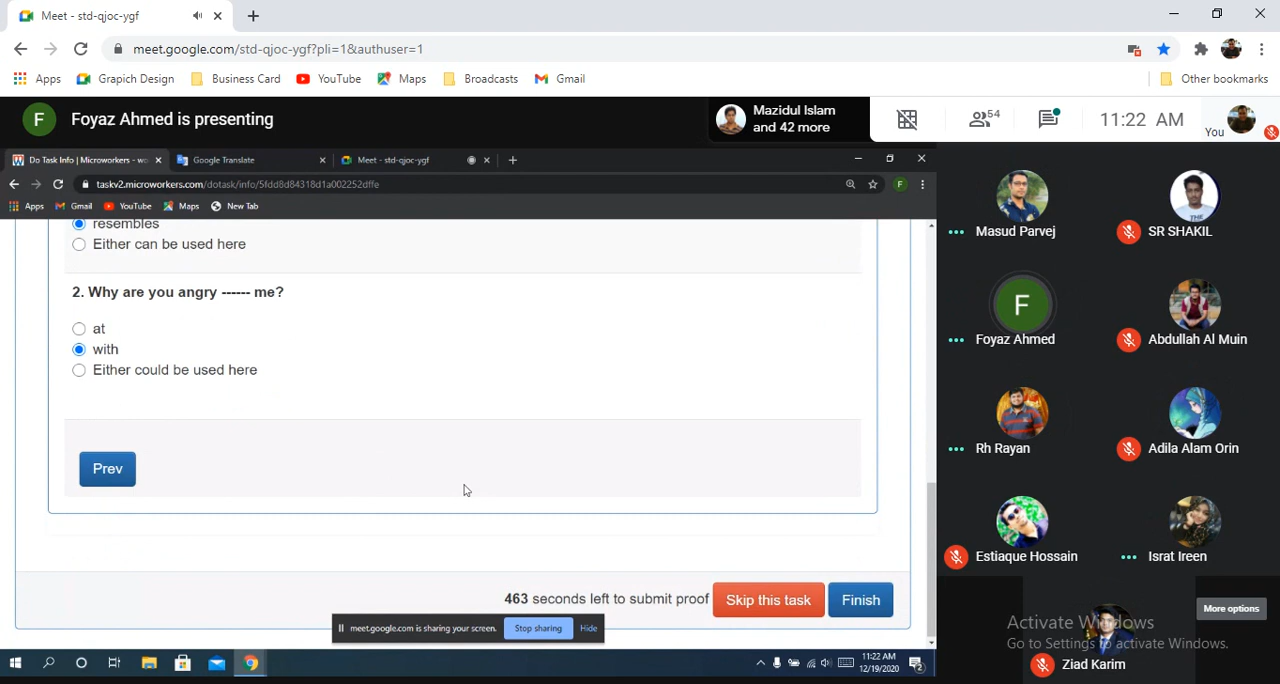 Meet - std-qjoc-ygf
meet.google.com/std-qjoc-ygf?pli=1&authuser=1
Apps
Grapich Design
Business Card
YouTube
Maps
Broadcasts
Gmail
Other bookmarks
F
Foyaz Ahmed is presenting
Mazidul Islam
and 42 more
54
11:22 AM
You
Do Task Info | Microworkers - wo
Google Translate
Meet - std-qjoc-ygf
taskv2.microworkers.com/dotask/info/5fdd8d84318d1a002252dffe
F
Apps
Gmail
YouTube
Maps
New Tab
resembles
Either can be used here
2. Why are you angry ------ me?
at
with
Either could be used here
Prev
463 seconds left to submit proof
Skip this task
Finish
meet.google.com is sharing your screen.
Stop sharing
Hide
11:22 AM
12/19/2020
2
Masud Parvej
THE
SR SHAKIL
F
Foyaz Ahmed
Abdullah Al Muin
Rh Rayan
Adila Alam Orin
Estiaque Hossain
Israt Ireen
More options
Activate Windows
Go to Settings to activate Windows.
Ziad Karim